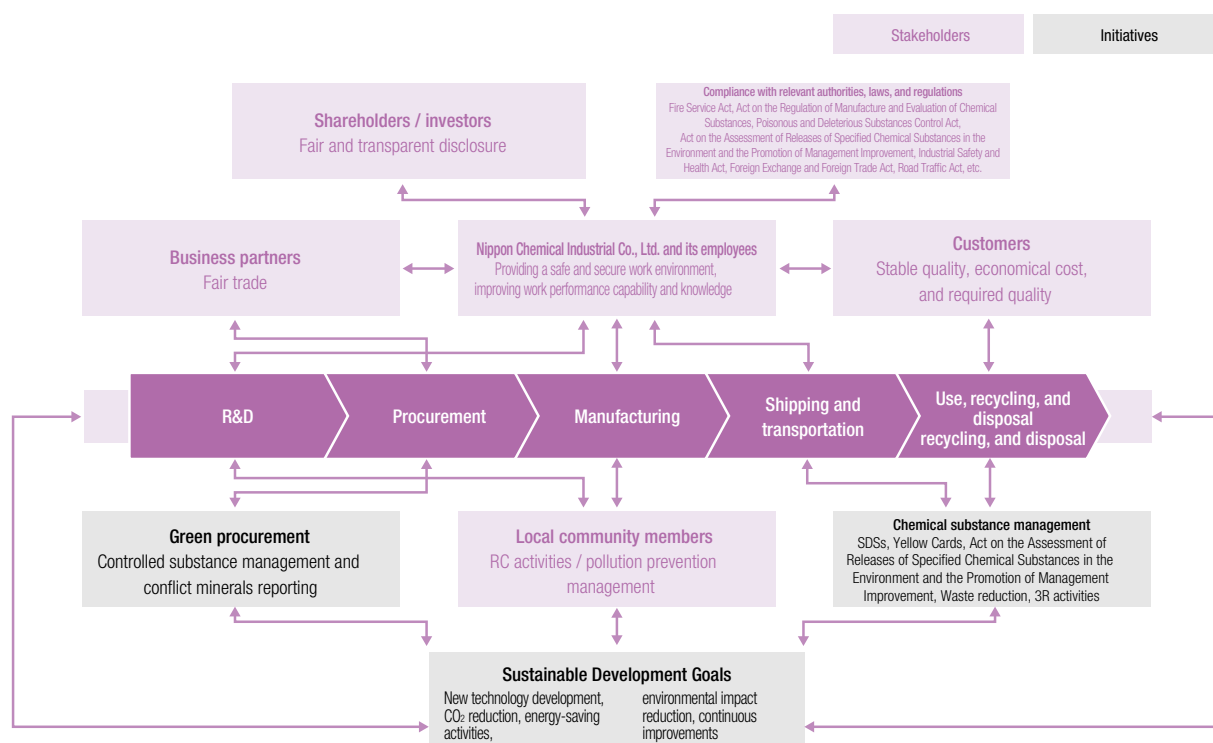 Stakeholders
Initiatives
Shareholders / investors
Fair and transparent disclosure
Compliance with relevant authorities, laws, and regulations
Fire Service Act, Act on the Regulation of Manufacture and Evaluation of Chemical
Substances, Poisonous and Deleterious Substances Control Act,
Act on the Assessment of Releases of Specified Chemical Substances in the
Environment and the Promotion of Management Improvement, Industrial Safety and
Health Act, Foreign Exchange and Foreign Trade Act, Road Traffic Act, etc.
Business partners
Fair trade
Nippon Chemical Industrial Co., Ltd. and its employees
Providing a safe and secure work environment,
improving work performance capability and knowledge
Customers
Stable quality, economical cost,
and required quality
R&D
Procurement
Manufacturing
Shipping and
transportation
Use, recycling, and
disposal
recycling, and disposal
Green procurement
Controlled substance management and
conflict minerals reporting
Local community members
RC activities / pollution prevention
management
Chemical substance management
SDSs, Yellow Cards, Act on the Assessment of
Releases of Specified Chemical Substances in the
Environment and the Promotion of Management
Improvement, Waste reduction, 3R activities
Sustainable Development Goals
New technology development,
CO₂ reduction, energy-saving
activities,
environmental impact
reduction, continuous
improvements